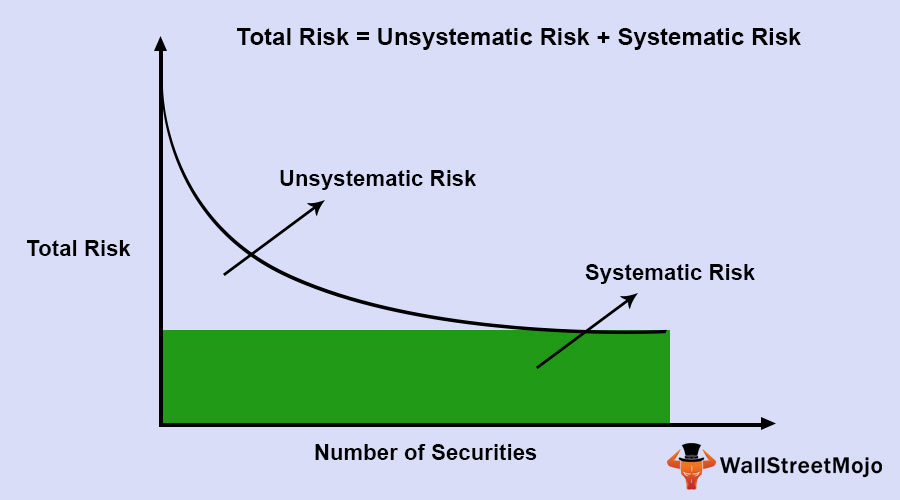 Total Risk = Unsystematic Risk + Systematic Risk
Unsystematic Risk
Total Risk
Systematic Risk
Number of Securities
WallStreetMojo